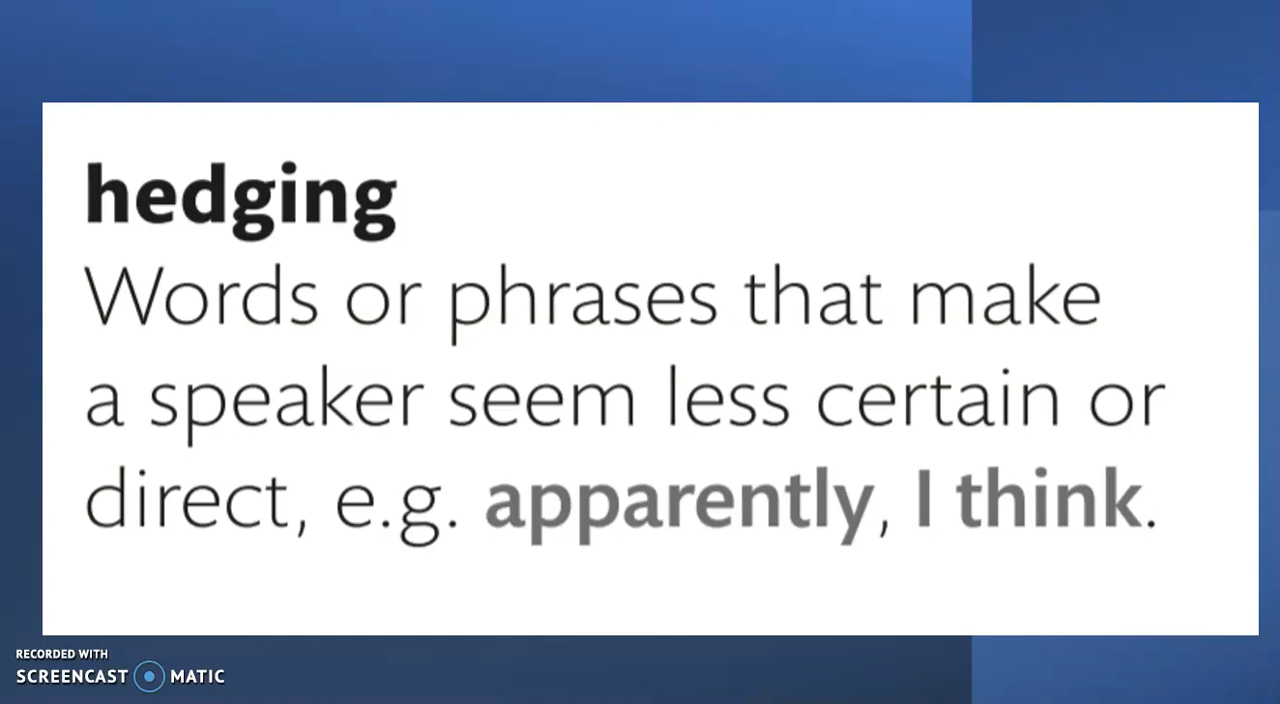 hedging
Words or phrases that make
a speaker seem less certain or
direct, e.g. apparently, I think.
RECORDED WITH
SCREENCAST MATIC